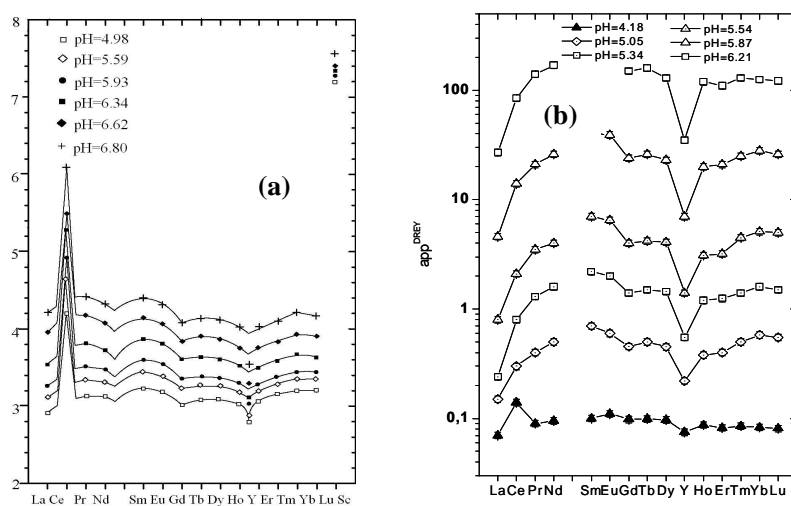 8
7
6
5
4
3
2
pH=4.98
pH=5.59
pH=5.93
pH=6.34
pH=6.62
pH=6.80
(a)
La Ce Pr Nd Sm Eu Gd Tb Dy Ho Y Er Tm Yb Lu Sc
pH=4.18
pH=5.05
pH=5.34
pH=5.54
pH=5.87
pH=6.21
(b)
appDREY
100
10
1
0,1
LaCe PrNd SmEuGdTbDy Y HoErTmYbLu